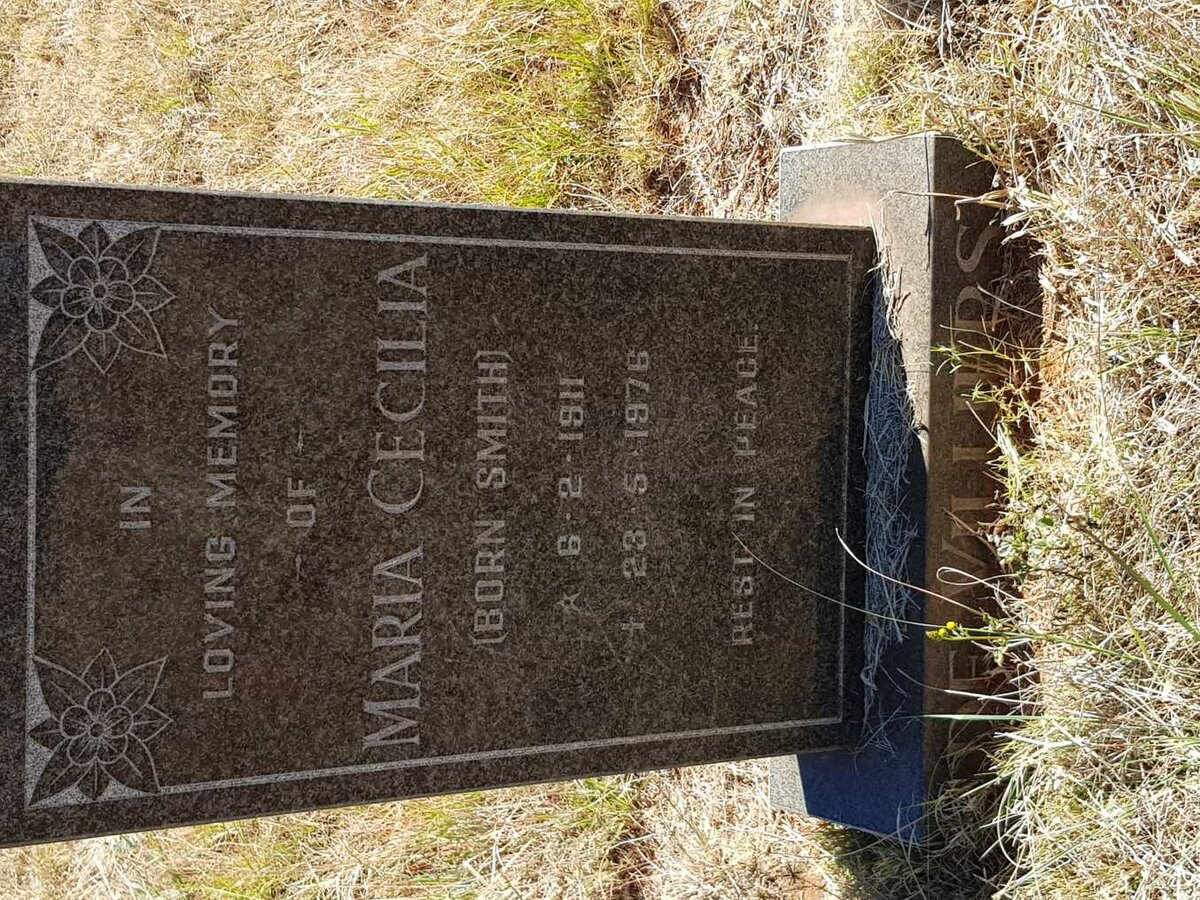 IN
LOVING MEMORY
– OF –
MARIA CECILIA
(BORN SMITH)
6·2·1911
† 23·5·1976
REST IN PEACE.